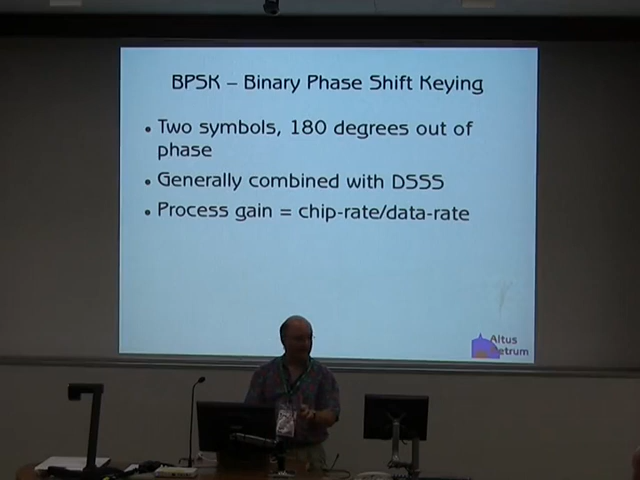 BPSK – Binary Phase Shift Keying
• Two symbols, 180 degrees out of
phase
• Generally combined with DSSS
• Process gain = chip-rate/data-rate
Altus
Metrum